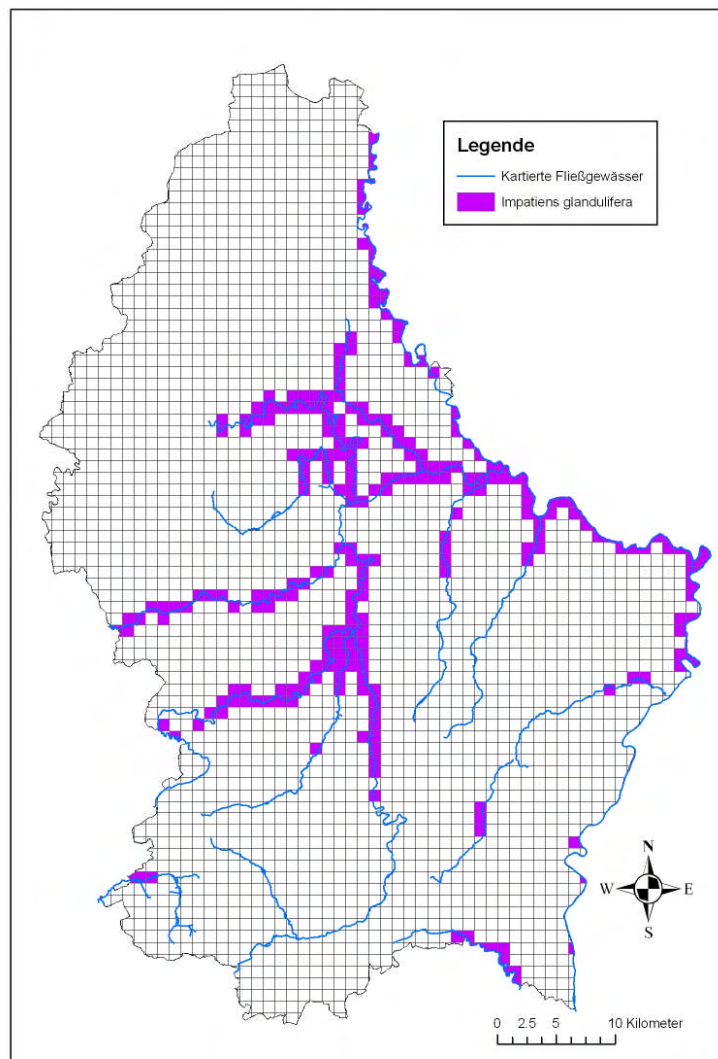 Legende
Kartierte Fließgewässer
Impatiens glandulifera
N
W E
S
0 2.5 5 10 Kilometer